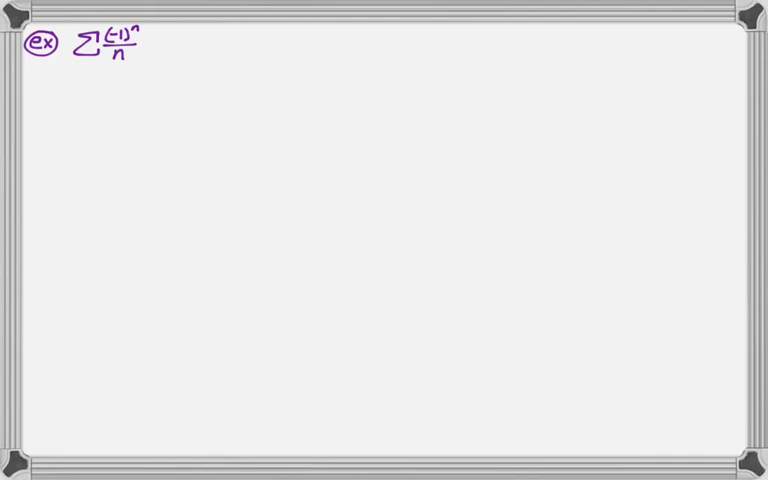 ex ∑ (-1)^n / n